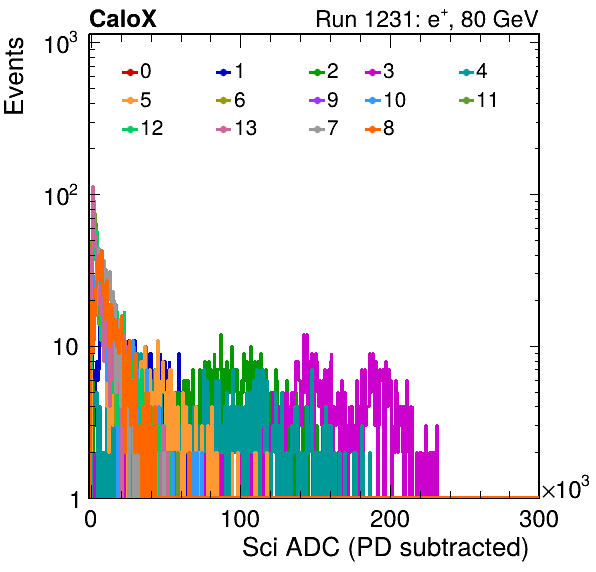 CaloX Run 1231: e⁺, 80 GeV
Events
10³
0 1 2 3 4
5 6 9 10 11
12 13 7 8
10²
10
1
0 100 200 300
×10³
Sci ADC (PD subtracted)